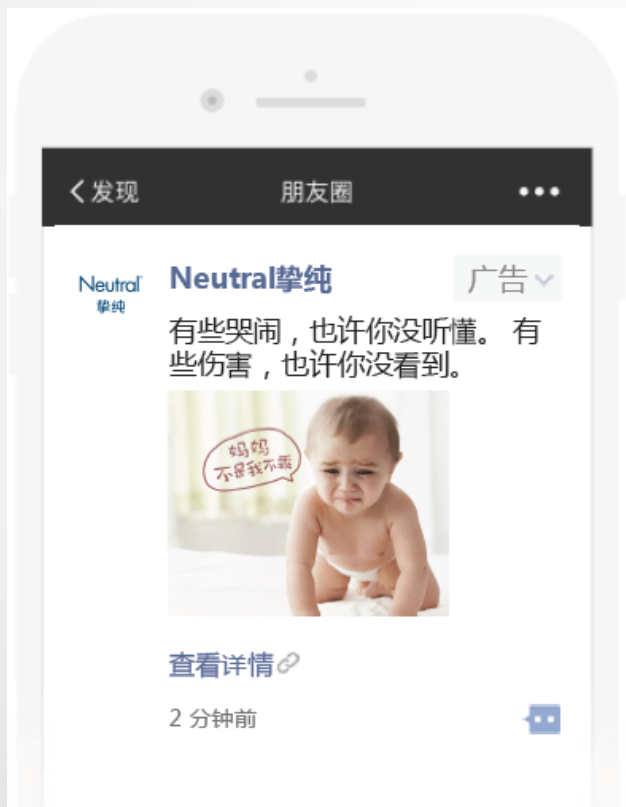 发现
朋友圈
Neutral
挚纯
Neutral挚纯
广告
有些哭闹，也许你没听懂。 有
些伤害，也许你没看到。
妈妈
不是我不乖
查看详情
2 分钟前